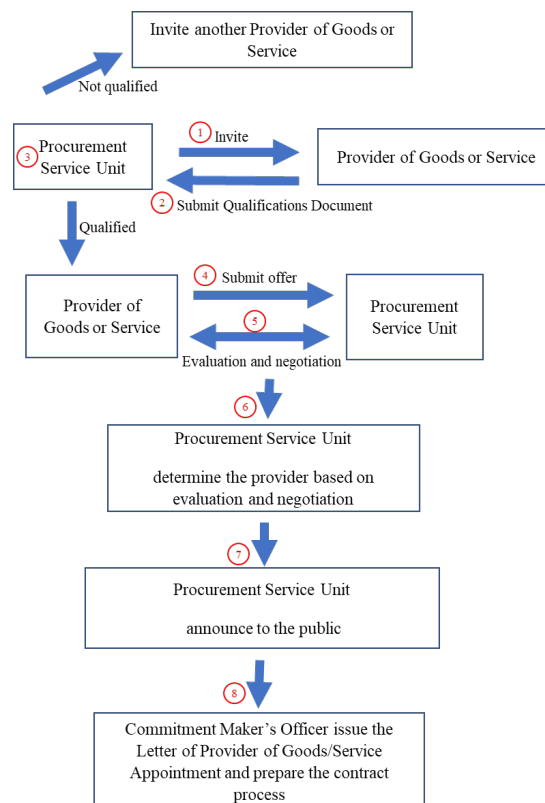 Invite another Provider of Goods or
Service
Not qualified
3
Procurement
Service Unit
1 Invite
Provider of Goods or Service
2 Submit Qualifications Document
Qualified
Provider of
Goods or Service
4 Submit offer
5
Evaluation and negotiation
Procurement
Service Unit
6
Procurement Service Unit
determine the provider based on
evaluation and negotiation
7
Procurement Service Unit
announce to the public
8
Commitment Maker's Officer issue the
Letter of Provider of Goods/Service
Appointment and prepare the contract
process